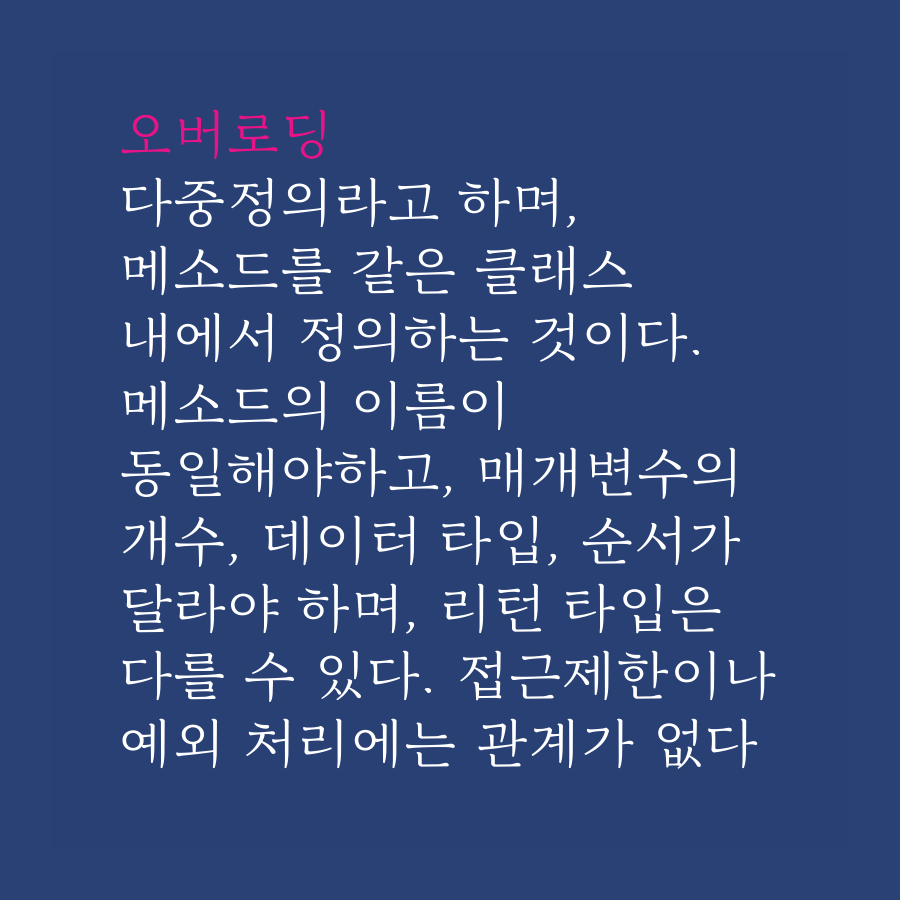 오버로딩
다중정의라고 하며,
메소드를 같은 클래스
내에서 정의하는 것이다.
메소드의 이름이
동일해야하고, 매개변수의
개수, 데이터 타입, 순서가
달라야 하며, 리턴 타입은
다를 수 있다. 접근제한이나
예외 처리에는 관계가 없다